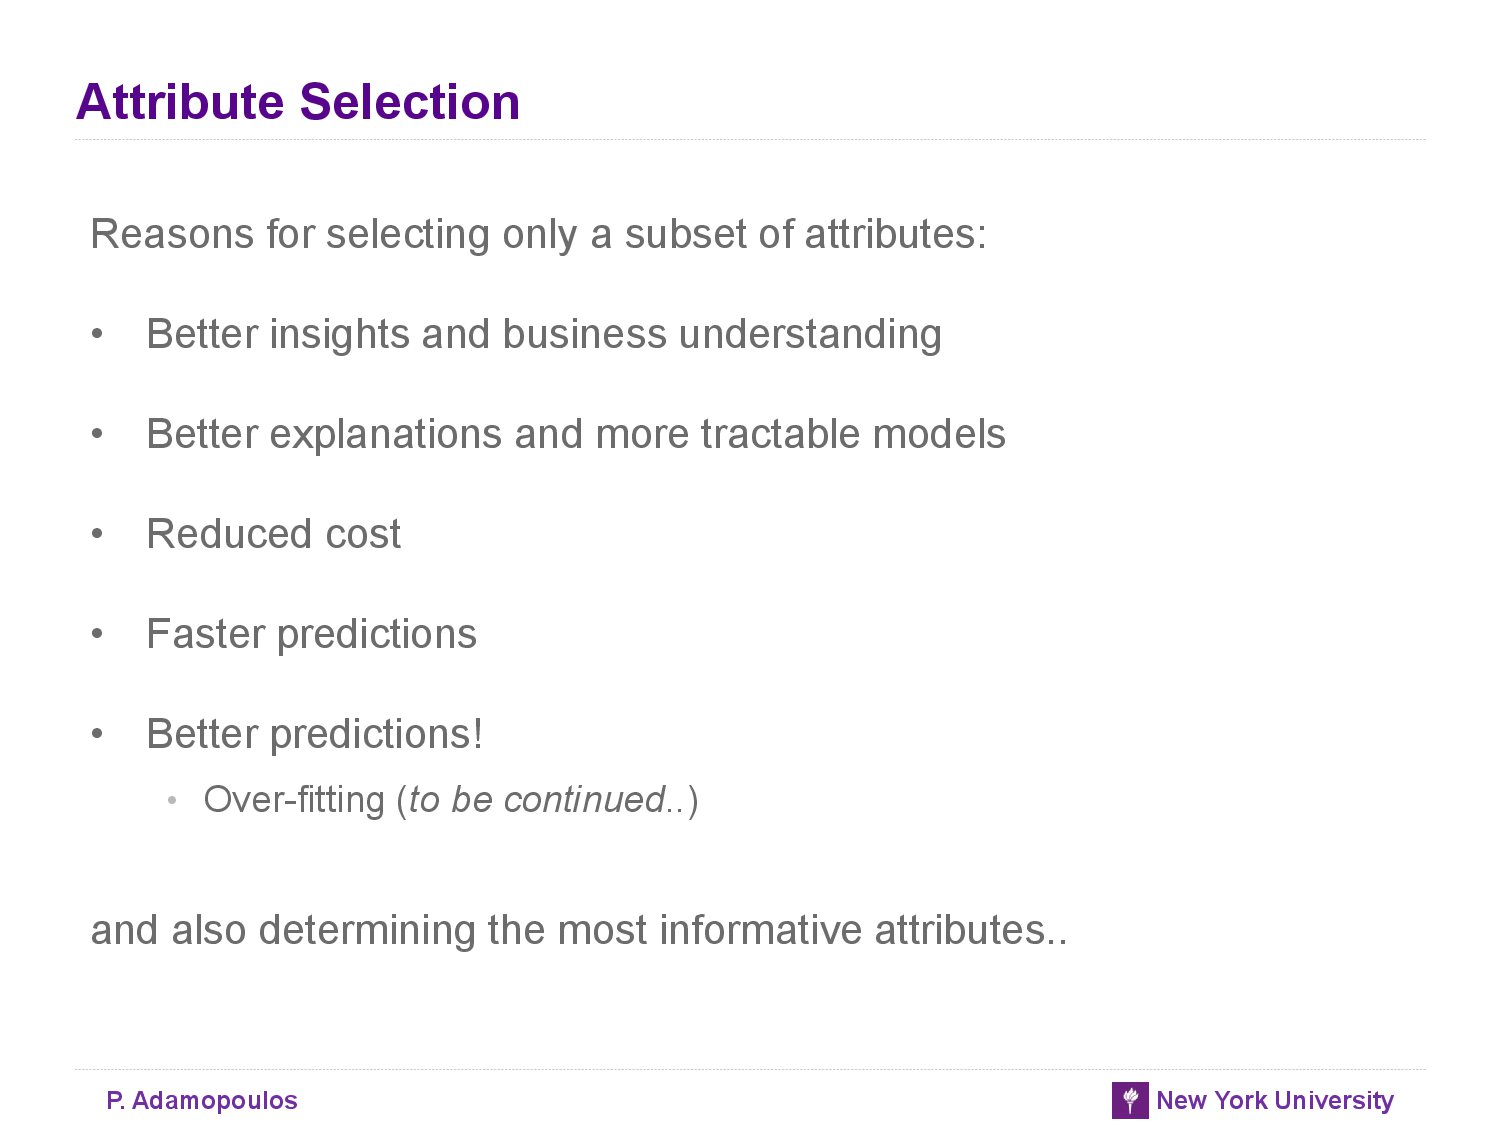 Attribute Selection
Reasons for selecting only a subset of attributes:
• Better insights and business understanding
• Better explanations and more tractable models
• Reduced cost
• Faster predictions
• Better predictions!
• Over-fitting (to be continued..)
and also determining the most informative attributes..
P. Adamopoulos
New York University